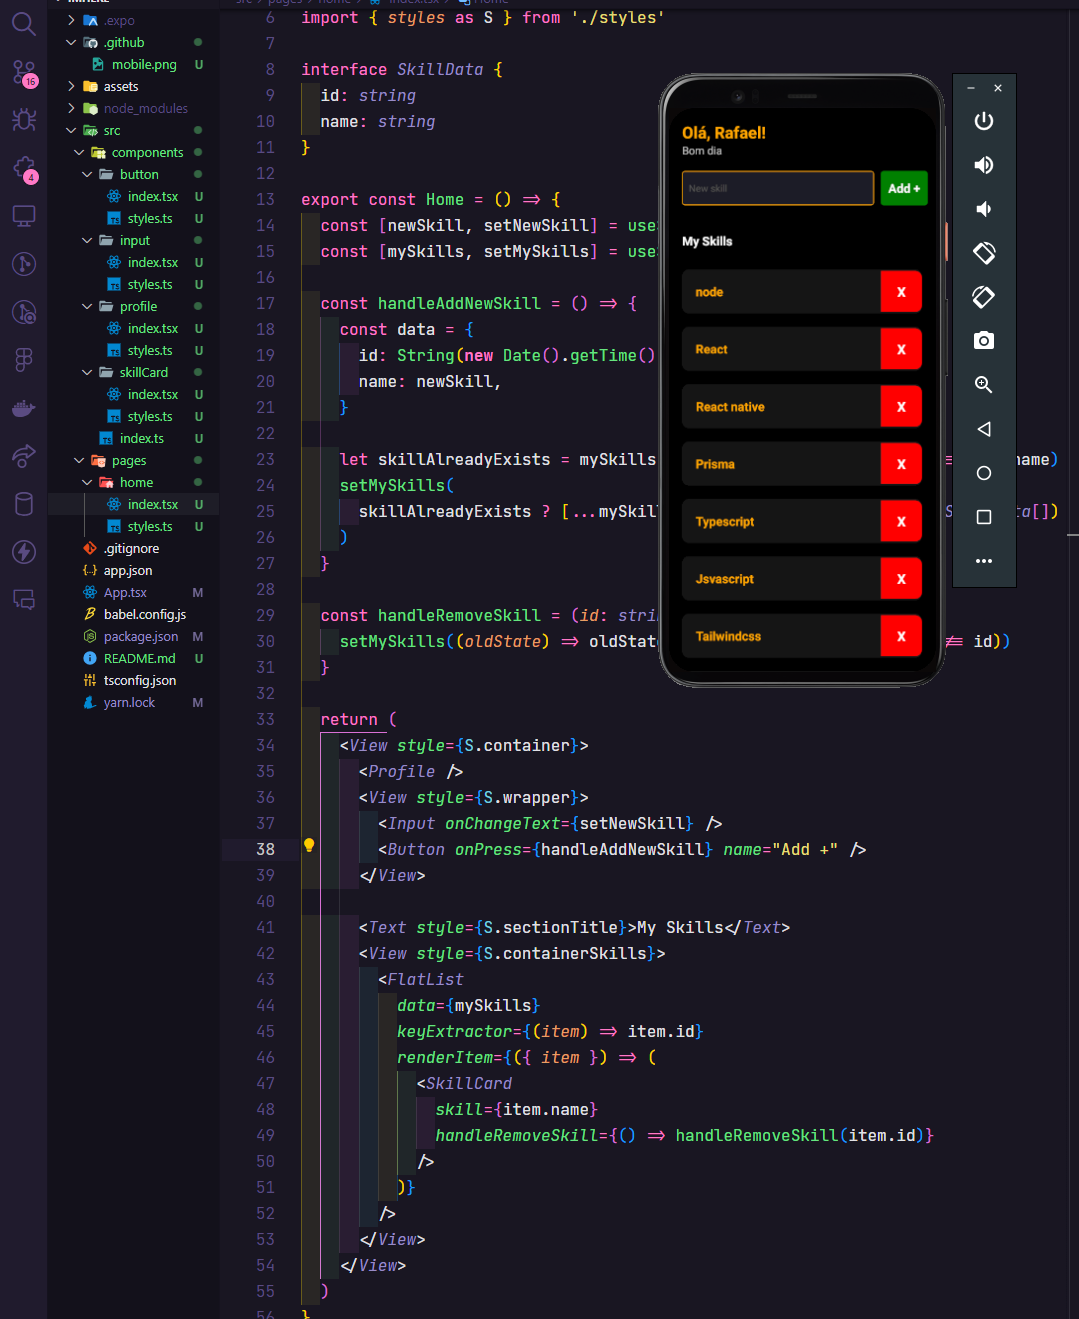 src > pages > home > index.tsx > Home
.expo
.github
mobile.png U
assets
node_modules
src
components
button
index.tsx U
styles.ts U
input
index.tsx U
styles.ts U
profile
index.tsx U
styles.ts U
skillCard
index.tsx U
styles.ts U
index.ts U
pages
home
index.tsx U
styles.ts U
.gitignore
app.json
App.tsx M
babel.config.js
package.json M
README.md U
tsconfig.json
yarn.lock M
16
4
6 import { styles as S } from './styles'
7
8 interface SkillData {
9 id: string
10 name: string
11 }
12
13 export const Home = () => {
14 const [newSkill, setNewSkill] = use
15 const [mySkills, setMySkills] = use
16
17 const handleAddNewSkill = () => {
18 const data = {
19 id: String(new Date().getTime()
20 name: newSkill,
21 }
22
23 let skillAlreadyExists = mySkills name)
24 setMySkills(
25 skillAlreadyExists ? [...mySkil a[])
26 )
27 }
28
29 const handleRemoveSkill = (id: stri
30 setMySkills((oldState) => oldSta !== id))
31 }
32
33 return (
34 <View style={S.container}>
35 <Profile />
36 <View style={S.wrapper}>
37 <Input onChangeText={setNewSkill} />
38 <Button onPress={handleAddNewSkill} name="Add +" />
39 </View>
40
41 <Text style={S.sectionTitle}>My Skills</Text>
42 <View style={S.containerSkills}>
43 <FlatList
44 data={mySkills}
45 keyExtractor={(item) => item.id}
46 renderItem={({ item }) => (
47 <SkillCard
48 skill={item.name}
49 handleRemoveSkill={() => handleRemoveSkill(item.id)}
50 />
51 )}
52 />
53 </View>
54 </View>
55 )
56 }
Olá, Rafael!
Bom dia
New skill
Add +
My Skills
node X
React X
React native X
Prisma X
Typescript X
Jsvascript X
Tailwindcss X